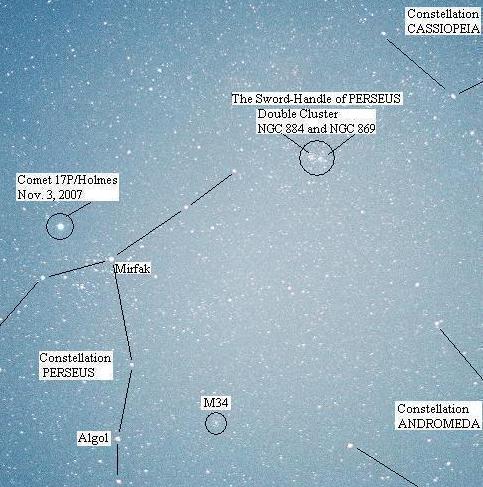 Constellation
CASSIOPEIA
The Sword-Handle of PERSEUS
Double Cluster
NGC 884 and NGC 869
Comet 17P/Holmes
Nov. 3, 2007
Mirfak
Constellation
PERSEUS
M34
Algol
Constellation
ANDROMEDA